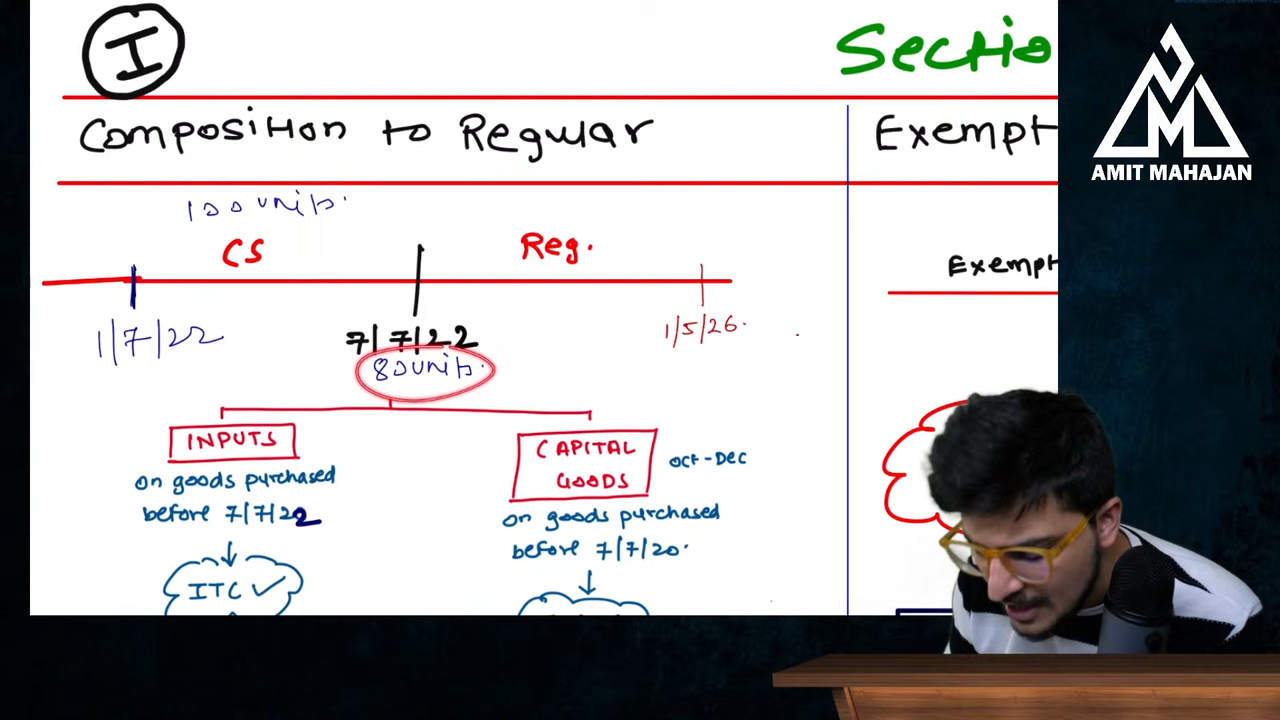 I
Sectio
Composition to Regular
Exempt
100 units.
CS
Reg.
Exempt
1/7/22
7/7/22
1/5/26.
80 units.
INPUTS
on goods purchased
before 7/7/22
ITC ✓
CAPITAL
GOODS
Oct-Dec
on goods purchased
before 7/7/20.
AMIT MAHAJAN